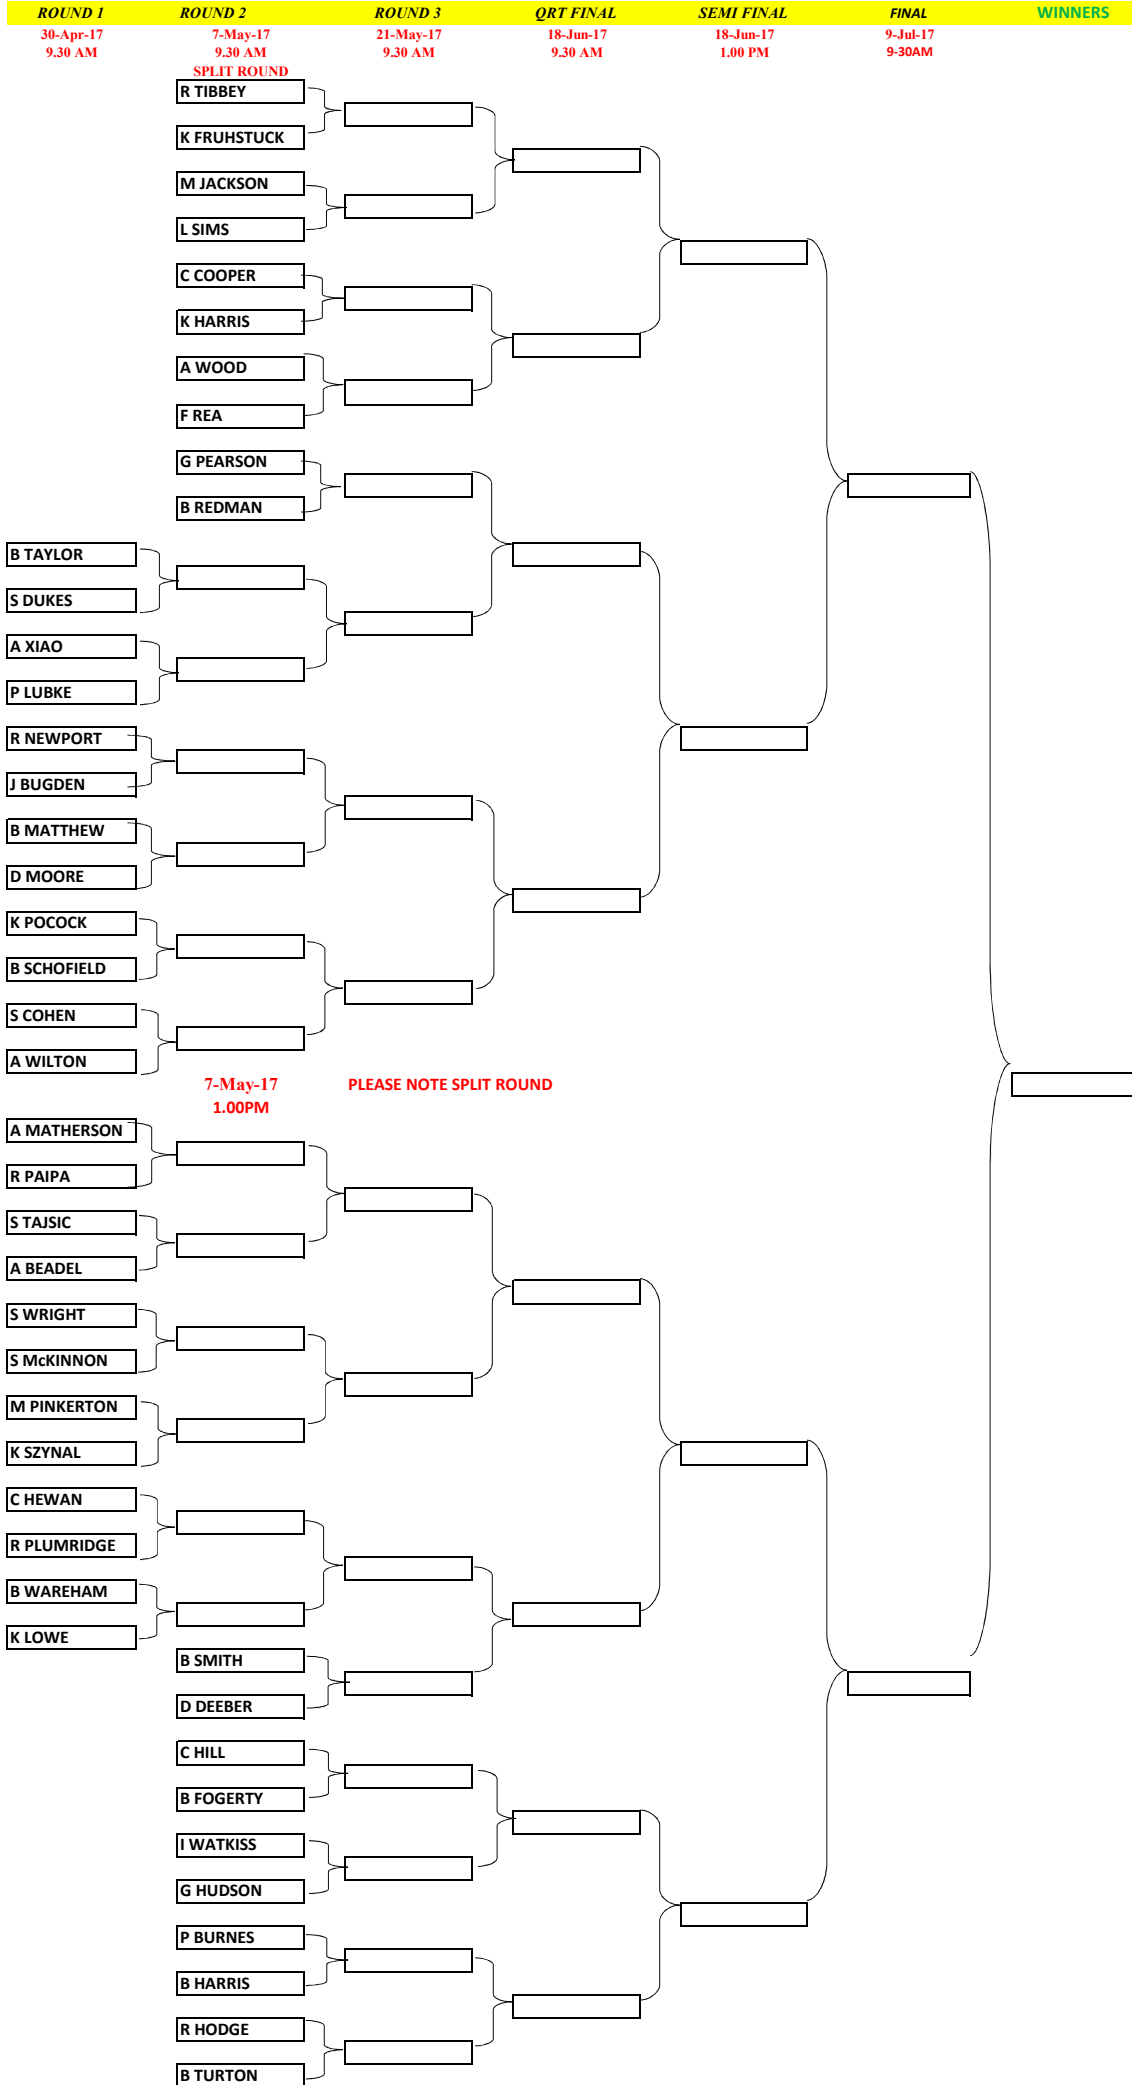 ROUND 1 ROUND 2 ROUND 3 QRT FINAL SEMI FINAL FINAL WINNERS
30-Apr-17 7-May-17 21-May-17 18-Jun-17 18-Jun-17 9-Jul-17
9.30 AM 9.30 AM 9.30 AM 9.30 AM 1.00 PM 9-30AM
SPLIT ROUND
R TIBBEY
K FRUHSTUCK
M JACKSON
L SIMS
C COOPER
K HARRIS
A WOOD
F REA
G PEARSON
B REDMAN
B TAYLOR
S DUKES
A XIAO
P LUBKE
R NEWPORT
J BUGDEN
B MATTHEW
D MOORE
K POCOCK
B SCHOFIELD
S COHEN
A WILTON
7-May-17 PLEASE NOTE SPLIT ROUND
1.00PM
A MATHERSON
R PAIPA
S TAJSIC
A BEADEL
S WRIGHT
S McKINNON
M PINKERTON
K SZYNAL
C HEWAN
R PLUMRIDGE
B WAREHAM
K LOWE
B SMITH
D DEEBER
C HILL
B FOGERTY
I WATKISS
G HUDSON
P BURNES
B HARRIS
R HODGE
B TURTON